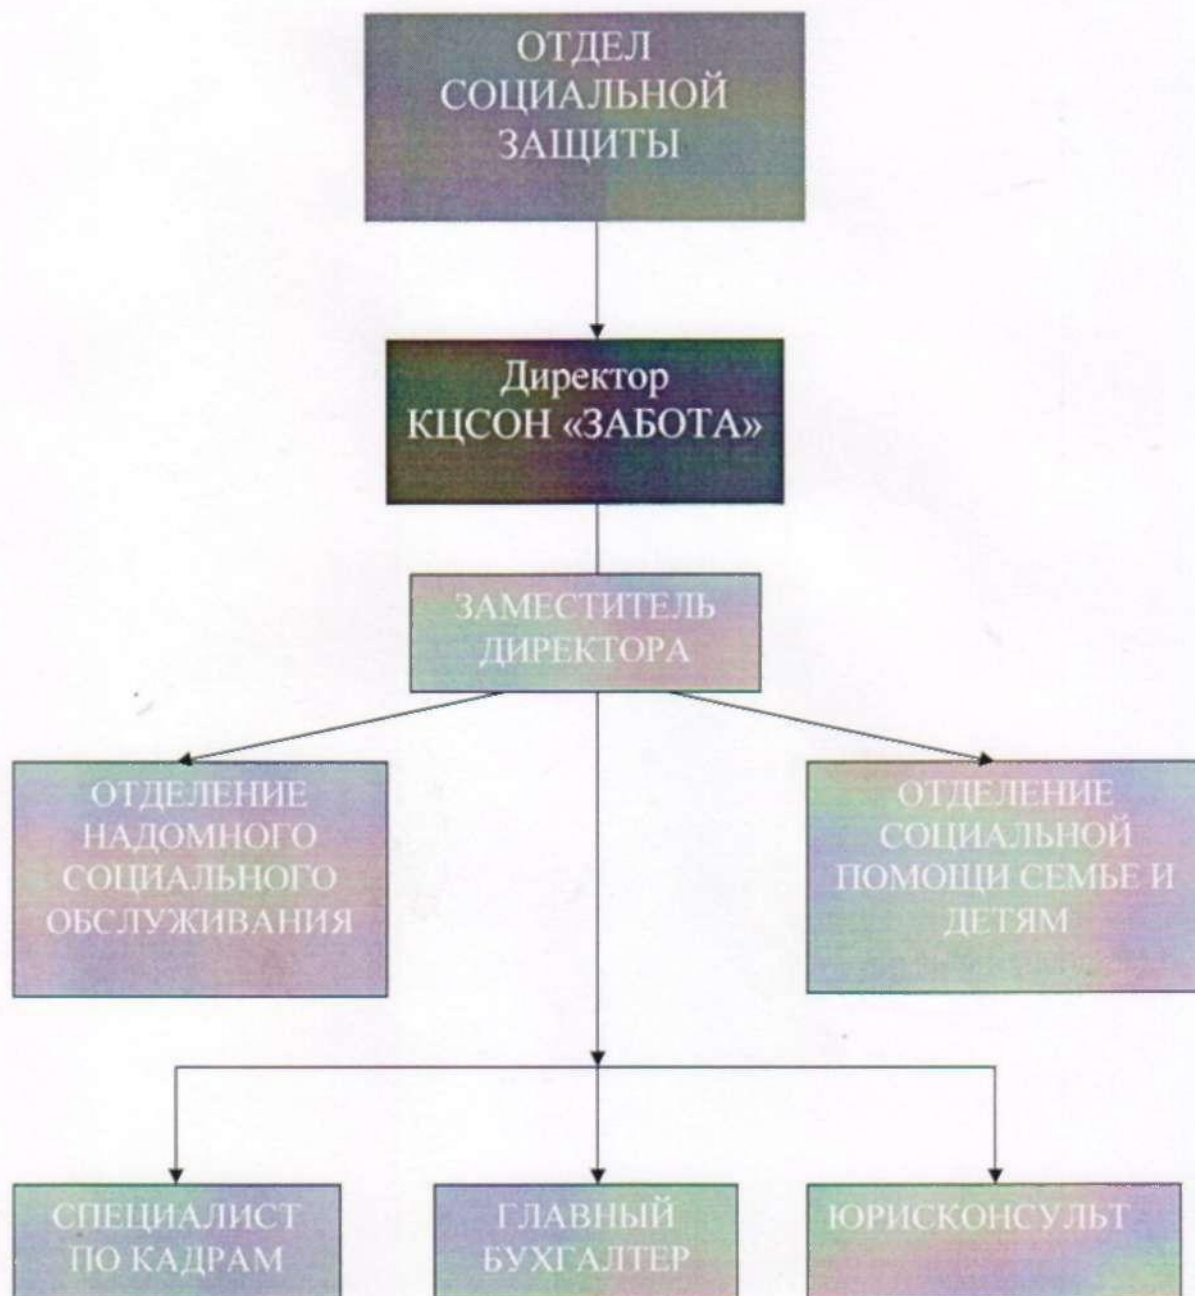 ОТДЕЛ
СОЦИАЛЬНОЙ
ЗАЩИТЫ
Директор
КЦСОН «ЗАБОТА»
ЗАМЕСТИТЕЛЬ
ДИРЕКТОРА
ОТДЕЛЕНИЕ
НАДОМНОГО
СОЦИАЛЬНОГО
ОБСЛУЖИВАНИЯ
ОТДЕЛЕНИЕ
СОЦИАЛЬНОЙ
ПОМОЩИ СЕМЬЕ И
ДЕТЯМ
СПЕЦИАЛИСТ
ПО КАДРАМ
ГЛАВНЫЙ
БУХГАЛТЕР
ЮРИСКОНСУЛЬТ